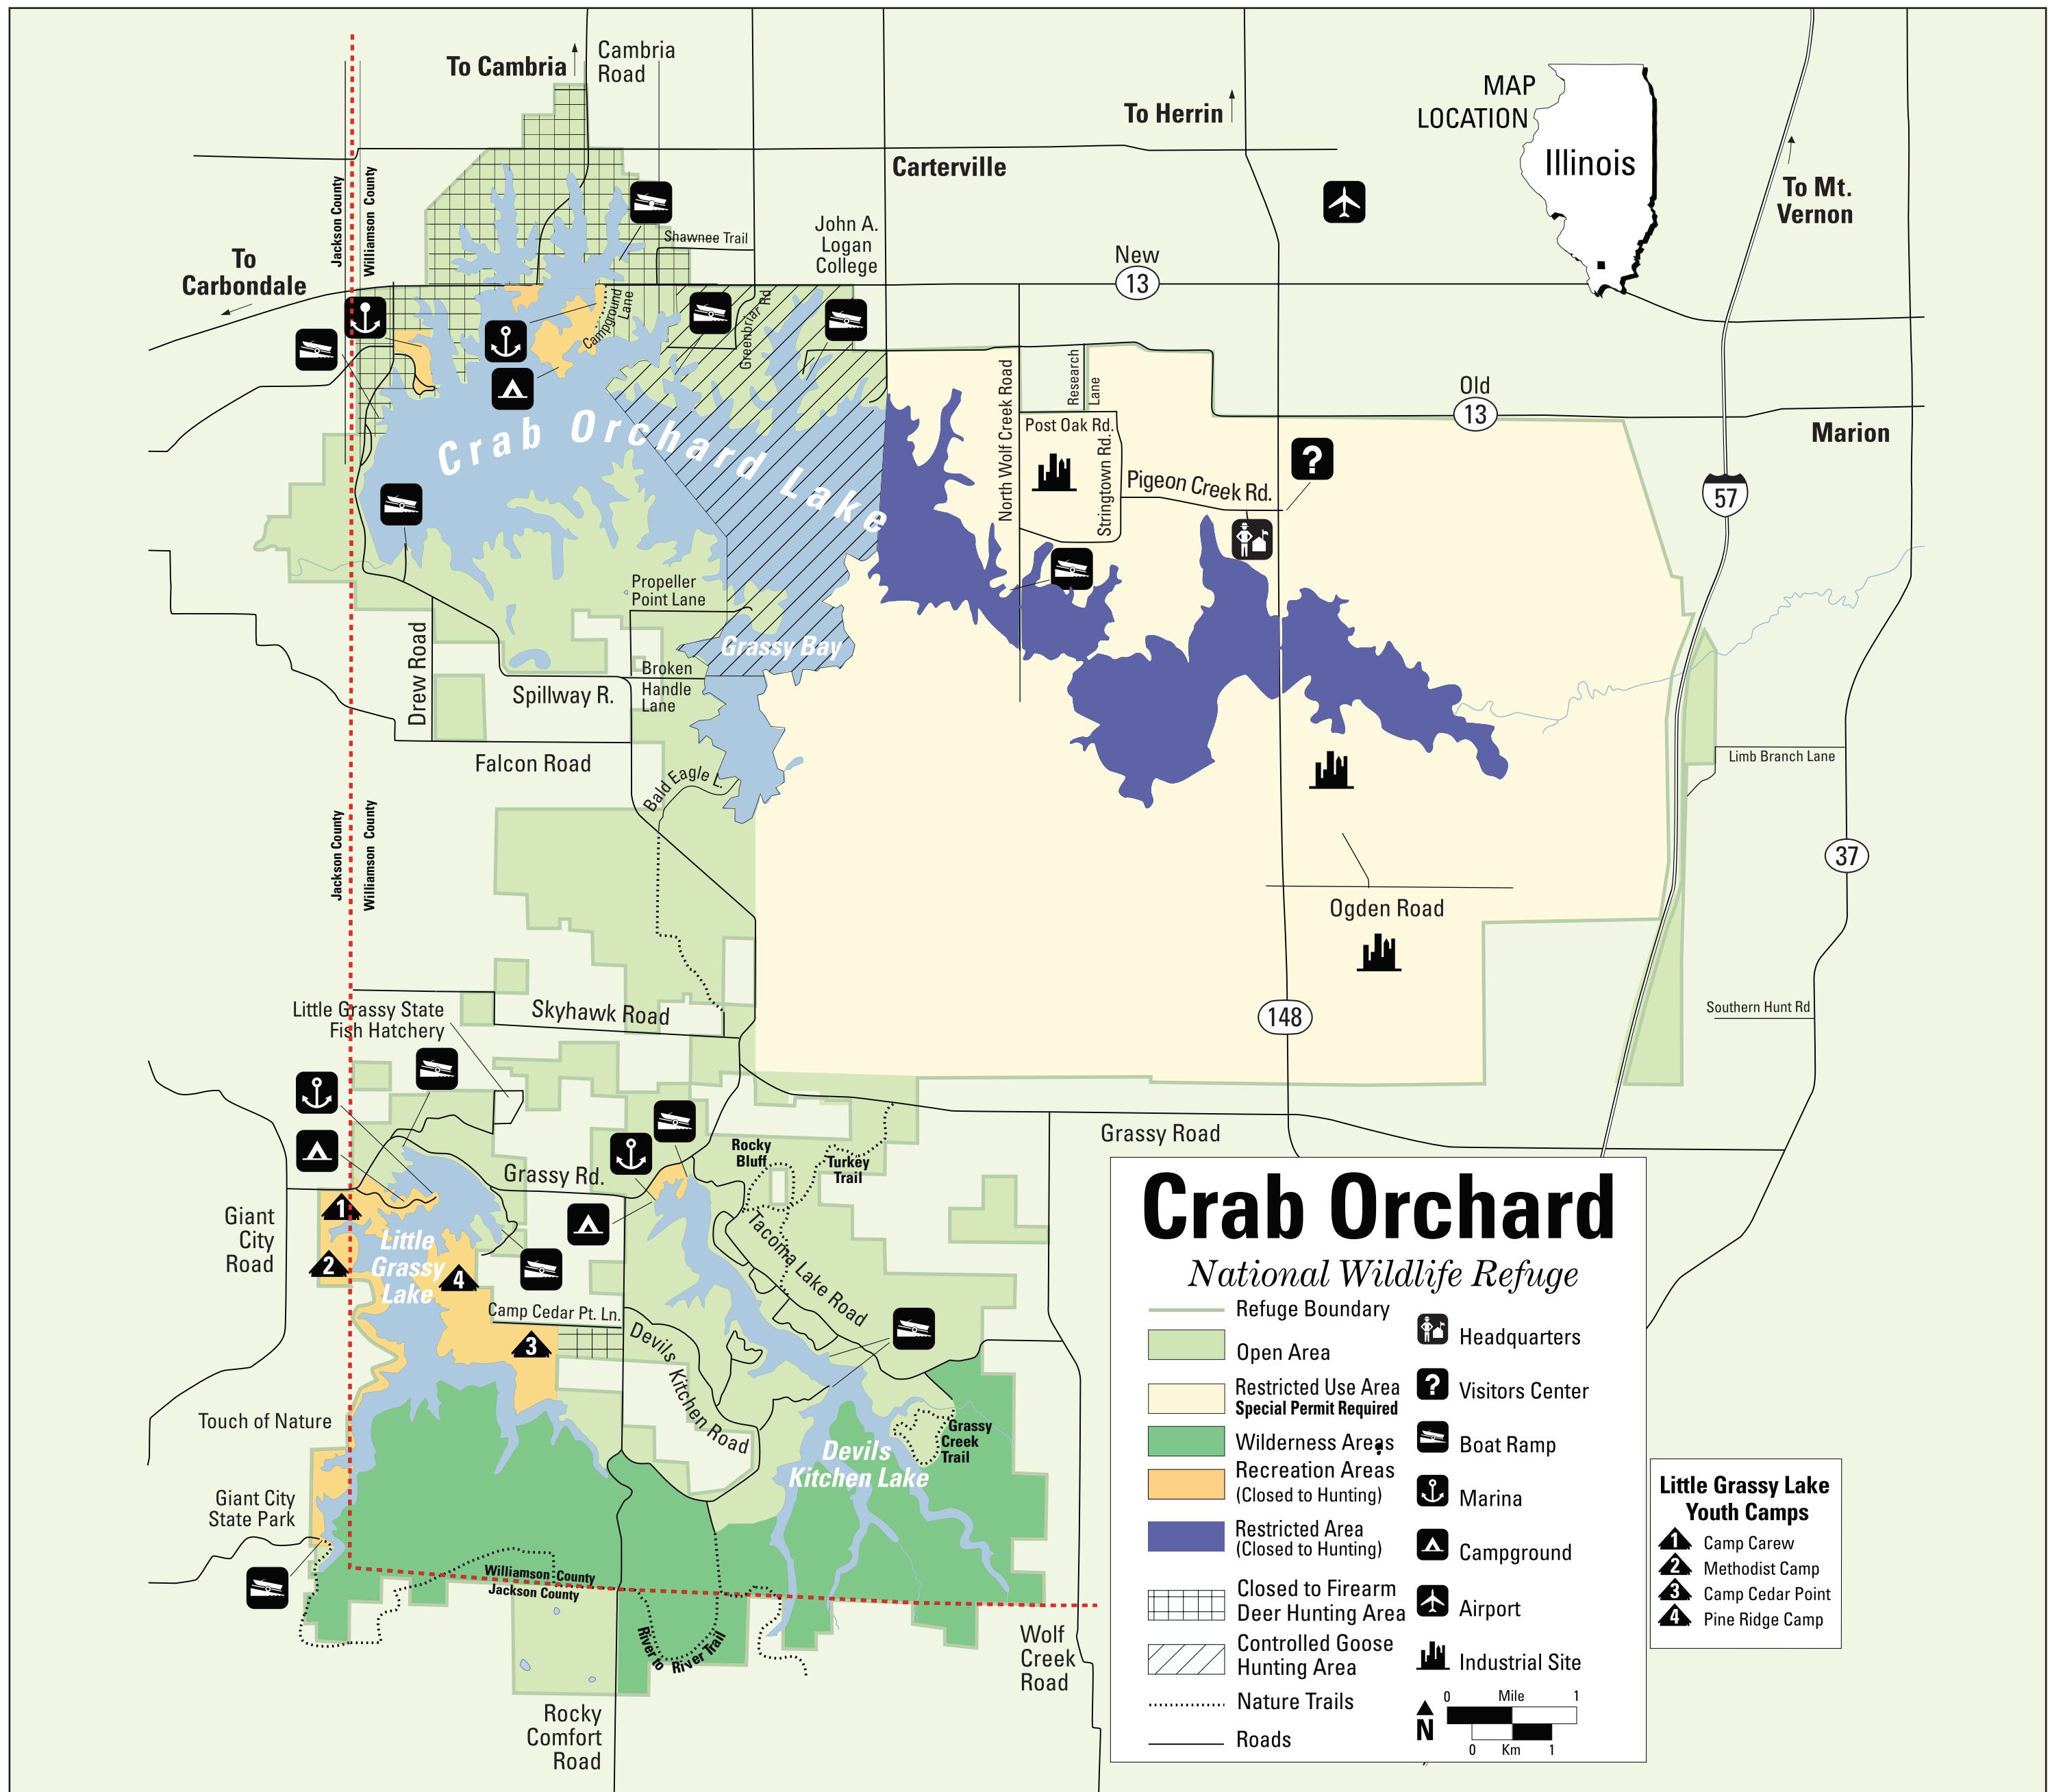 To Cambria
Cambria
Road
To Herrin
MAP
LOCATION
Illinois
To Mt.
Vernon
Carterville
Jackson County
Williamson County
Shawnee Trail
John A.
Logan
College
To
Carbondale
New
13
Campground
Lane
Greenbriar Rd
Crab Orchard Lake
North Wolf Creek Road
Research
Lane
Old
13
Marion
Post Oak Rd.
Stringtown Rd.
Pigeon Creek Rd.
?
57
Propeller
Point Lane
Grassy Bay
Drew Road
Broken
Handle
Lane
Spillway R.
Falcon Road
Bald Eagle L.
Limb Branch Lane
Jackson County
Williamson County
37
Ogden Road
Little Grassy State
Fish Hatchery
Skyhawk Road
148
Southern Hunt Rd
Grassy Road
Rocky
Bluff
Turkey
Trail
Grassy Rd.
Giant
City
Road
1
2
Little
Grassy
Lake
4
Tacoma Lake Road
Camp Cedar Pt. Ln.
3
Devils Kitchen Road
Touch of Nature
Grassy
Creek
Trail
Devils
Kitchen Lake
Giant City
State Park
Williamson County
Jackson County
River to River Trail
Wolf
Creek
Road
Rocky
Comfort
Road
Crab Orchard
National Wildlife Refuge
Refuge Boundary
Open Area
Restricted Use Area
Special Permit Required
Wilderness Areas
Recreation Areas
(Closed to Hunting)
Restricted Area
(Closed to Hunting)
Closed to Firearm
Deer Hunting Area
Controlled Goose
Hunting Area
Nature Trails
Roads
Headquarters
?
Visitors Center
Boat Ramp
Marina
Campground
Airport
Industrial Site
0 Mile 1
N
0 Km 1
Little Grassy Lake
Youth Camps
1 Camp Carew
2 Methodist Camp
3 Camp Cedar Point
4 Pine Ridge Camp